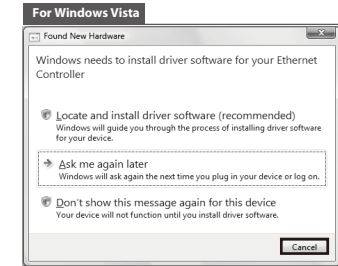 For Windows Vista
Found New Hardware
Windows needs to install driver software for your Ethernet
Controller
Locate and install driver software (recommended)
Windows will guide you through the process of installing driver software
for your device.
Ask me again later
Windows will ask again the next time you plug in your device or log on.
Don't show this message again for this device
Your device will not function until you install driver software.
Cancel